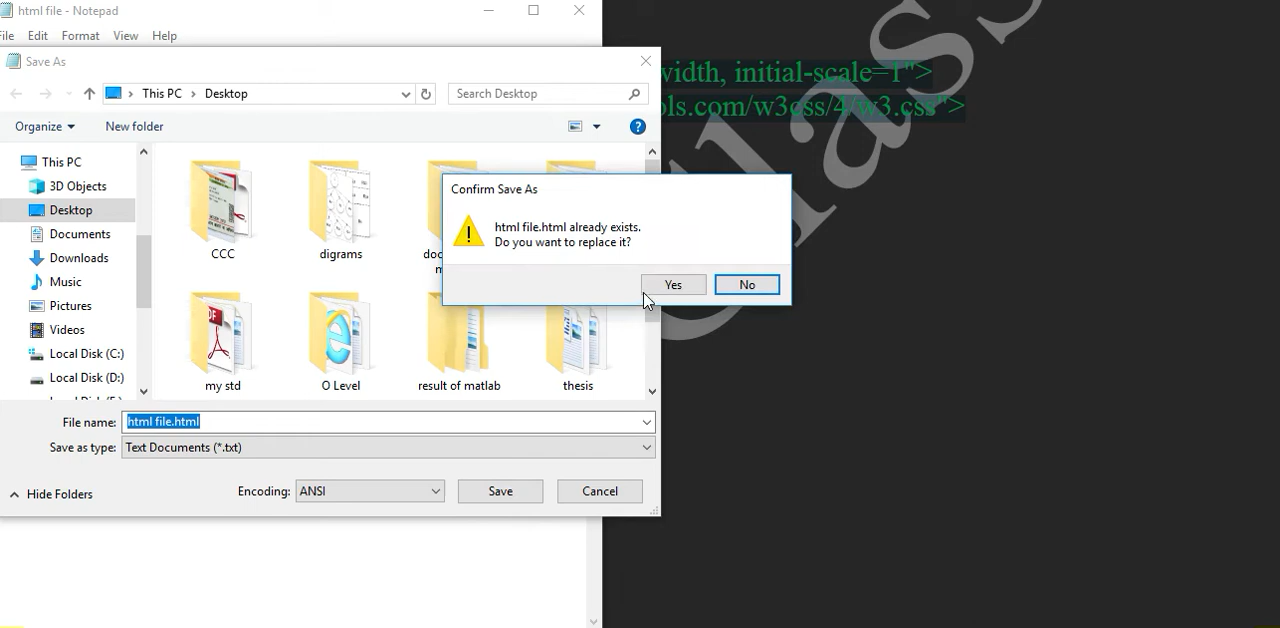 html file - Notepad
File Edit Format View Help
Save As
This PC > Desktop
Search Desktop
Organize
New folder
This PC
3D Objects
Desktop
Documents
Downloads
Music
Pictures
Videos
Local Disk (C:)
Local Disk (D:)
CCC
digrams
my std
O Level
result of matlab
thesis
Confirm Save As
html file.html already exists.
Do you want to replace it?
Yes
No
File name: html file.html
Save as type: Text Documents (*.txt)
Hide Folders
Encoding: ANSI
Save
Cancel
width, initial-scale=1">
ols.com/w3css/4/w3.css">